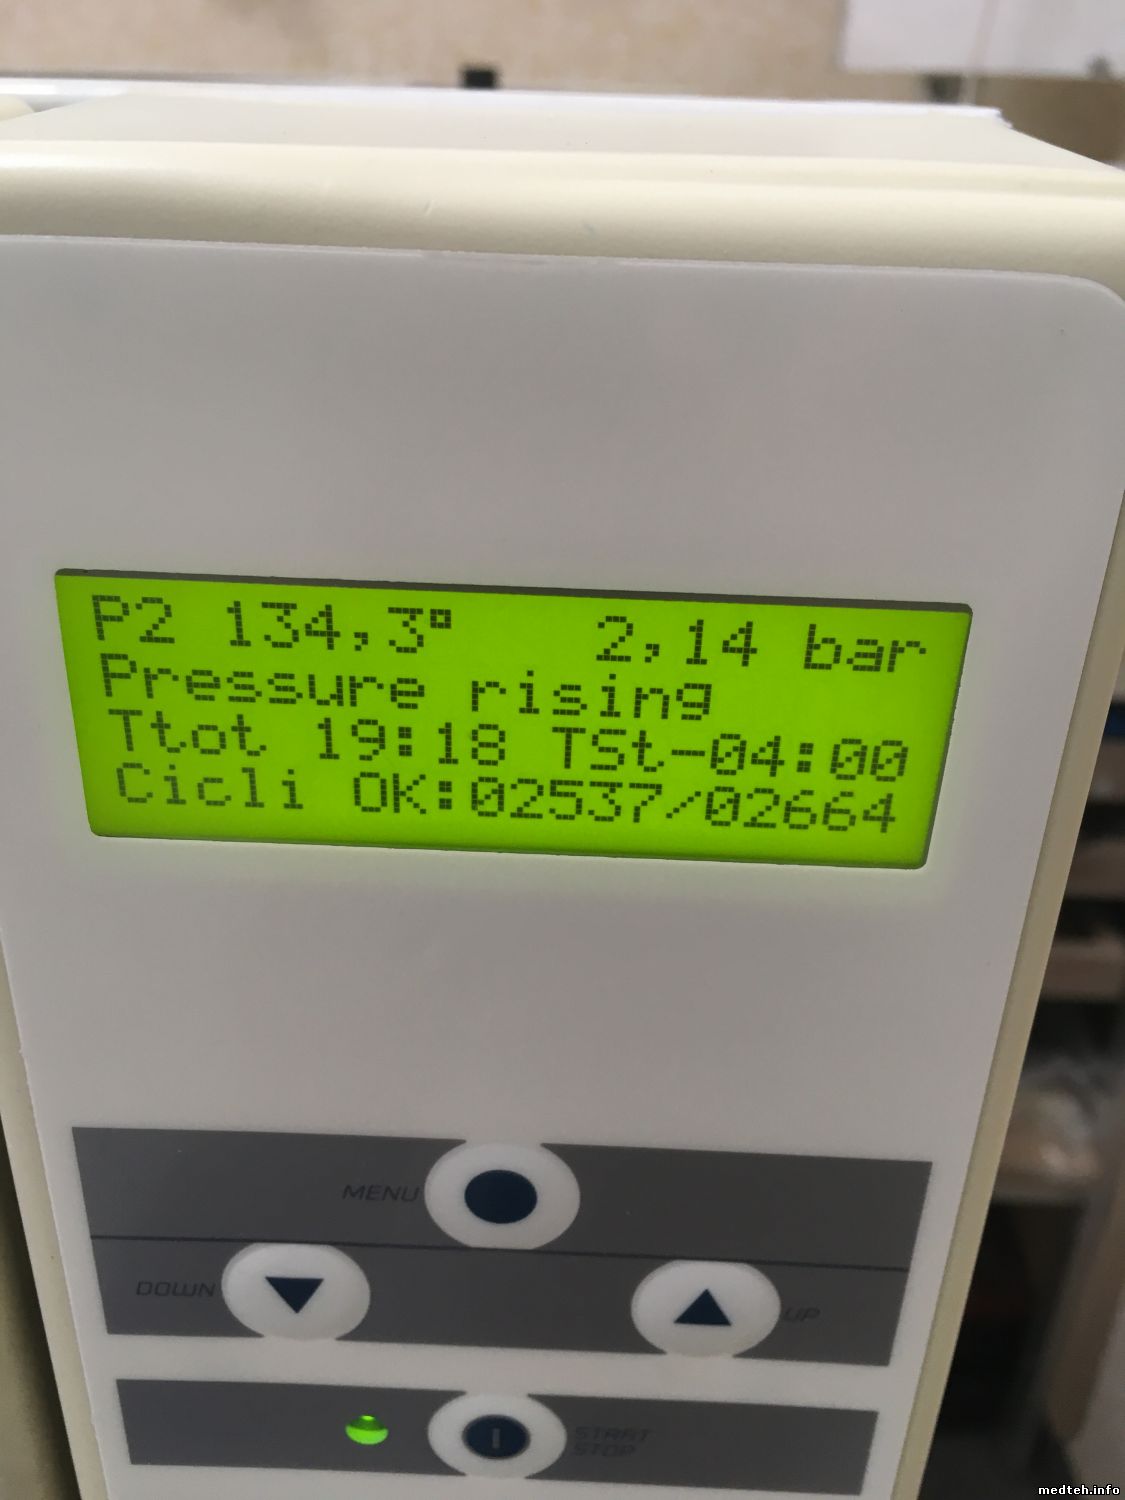 P2 134,3° 2,14 bar
Pressure rising
Ttot 19:18 TSt-04:00
Cicli OK:02537/02664
MENU
DOWN
UP
START
STOP
medteh.info